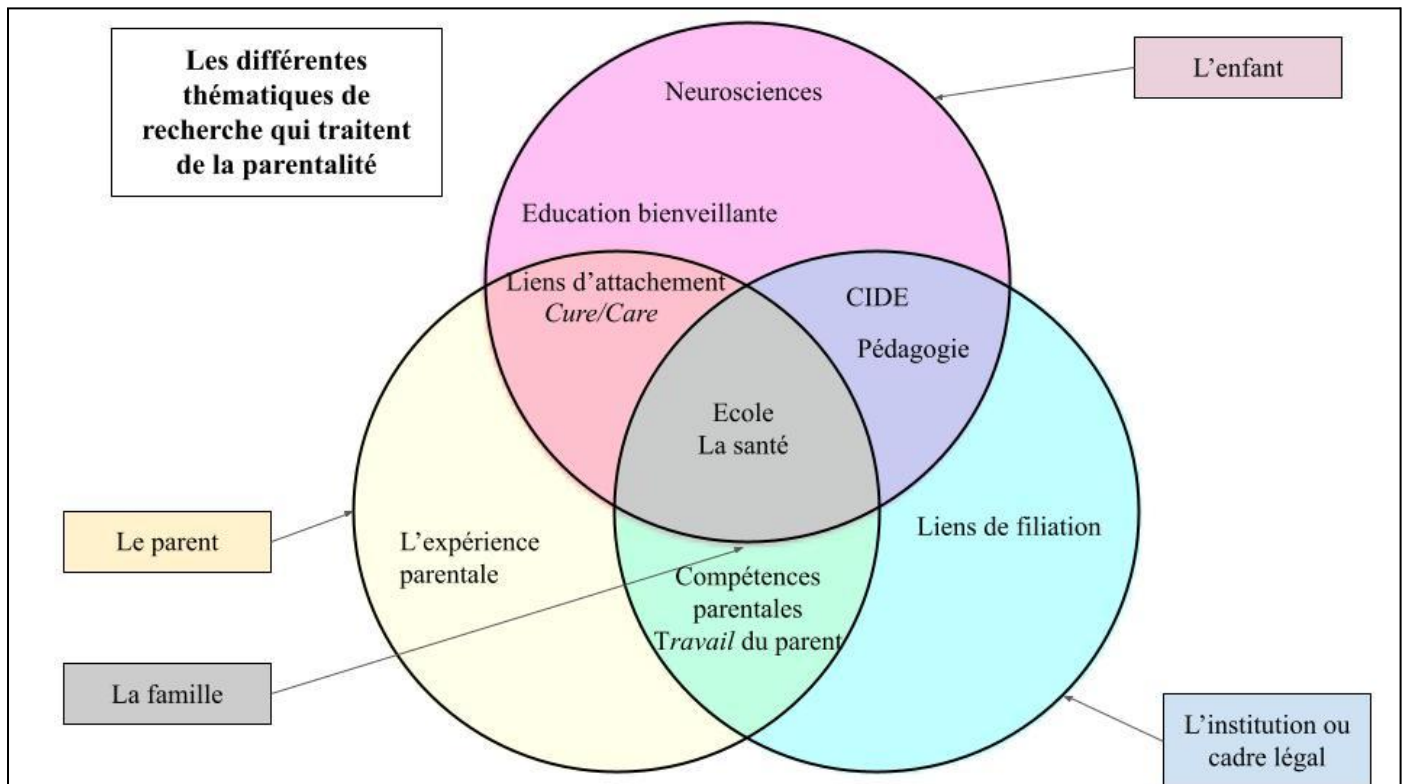 Les différentes
thématiques de
recherche qui traitent
de la parentalité
L’enfant
Neurosciences
Education bienveillante
Liens d’attachement
Cure/Care
CIDE
Pédagogie
Ecole
La santé
Le parent
L’expérience
parentale
Liens de filiation
Compétences
parentales
Travail du parent
La famille
L’institution ou
cadre légal